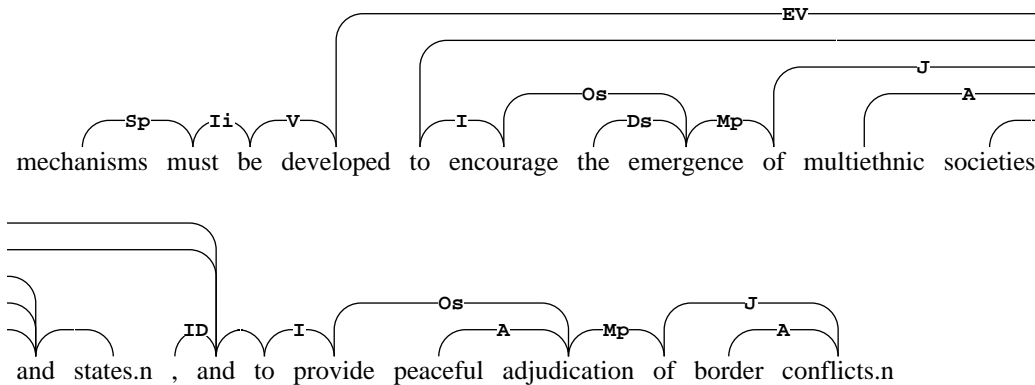 EV
J
Os A
Sp Ii V I Ds Mp
mechanisms must be developed to encourage the emergence of multiethnic societies
Os J
ID I A Mp A
and states.n , and to provide peaceful adjudication of border conflicts.n